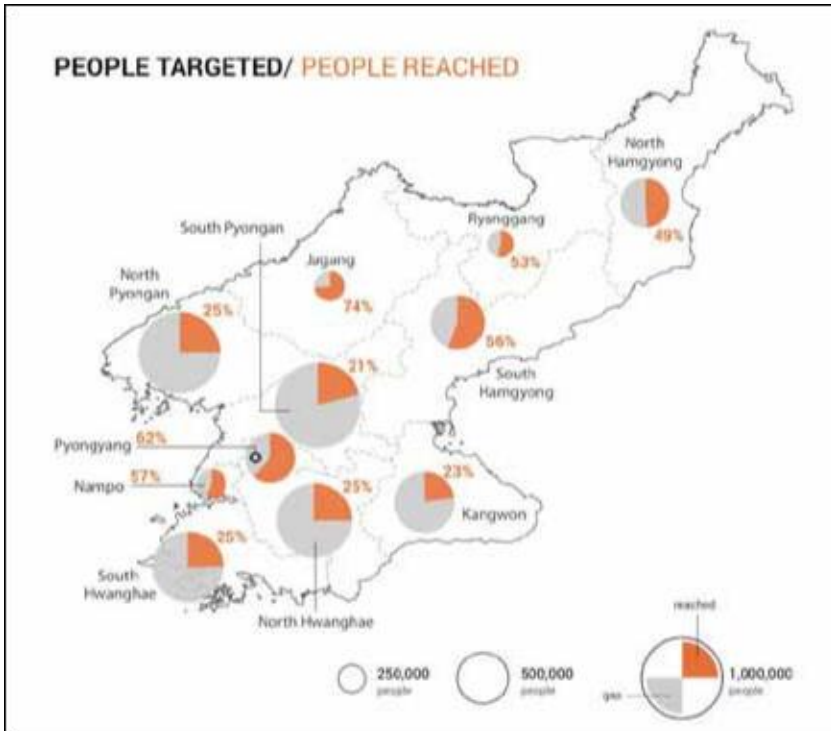 PEOPLE TARGETED/ PEOPLE REACHED
North
Hamgyong
49%
Ryanggang
53%
South Pyongan
Jagang
74%
North
Pyongan
25%
56%
South
Hamgyong
21%
Pyongyang 62%
57%
Nampo
25%
23%
Kangwon
25%
South
Hwanghae
North Hwanghae
reached
250,000
people
500,000
people
1,000,000
people
gap